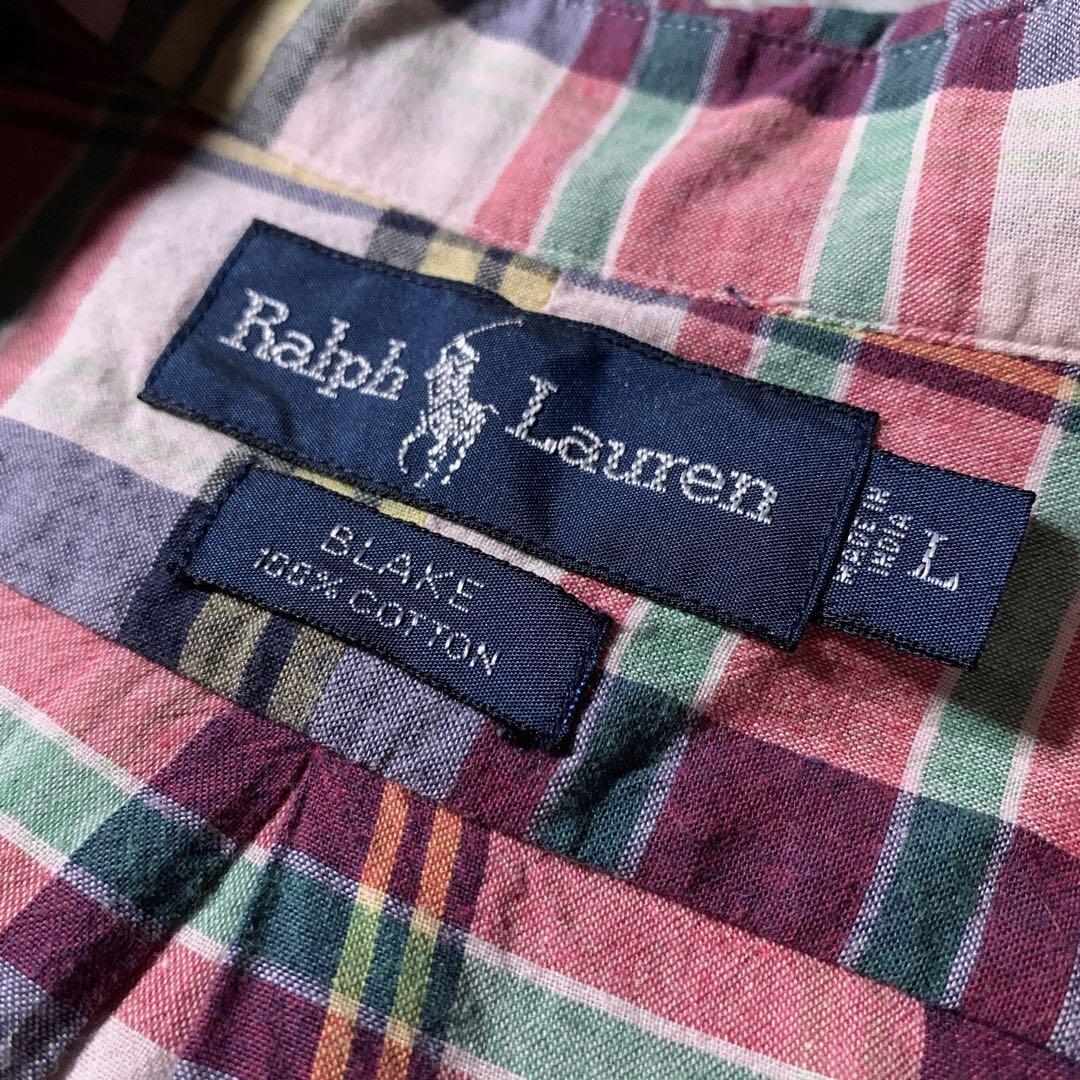 Ralph Lauren
MADE IN
INDIA
L
BLAKE
100% COTTON